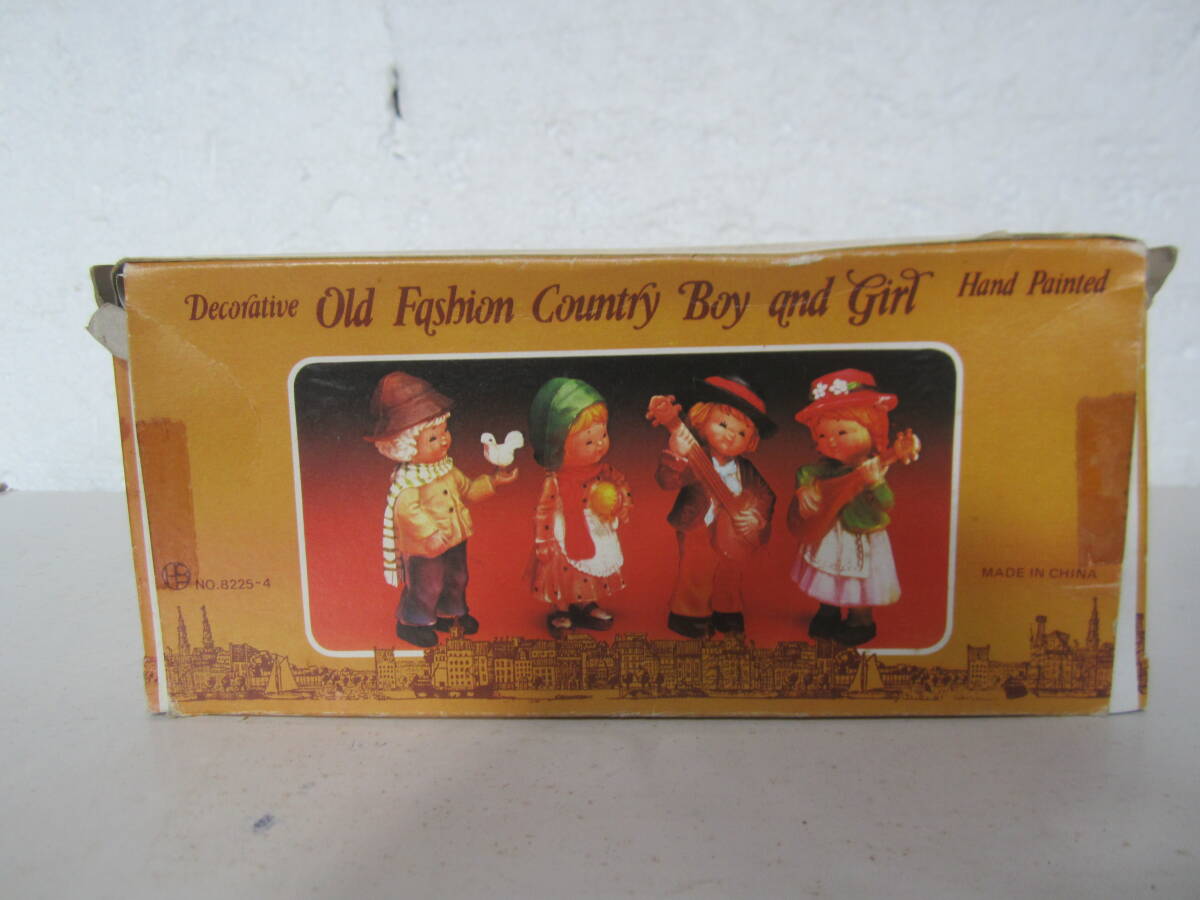 Decorative Old Fashion Country Boy and Girl Hand Painted
NO.8225-4
MADE IN CHINA